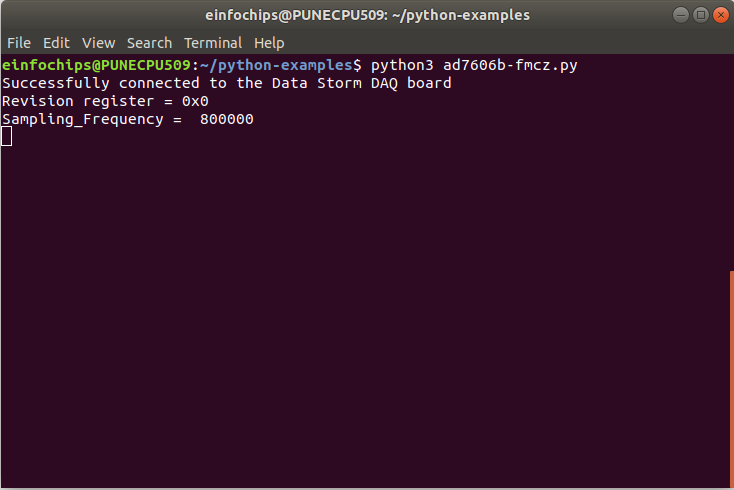 einfochips@PUNECPU509: ~/python-examples
File Edit View Search Terminal Help
einfochips@PUNECPU509:~/python-examples$ python3 ad7606b-fmcz.py
Successfully connected to the Data Storm DAQ board
Revision register = 0x0
Sampling_Frequency =  800000